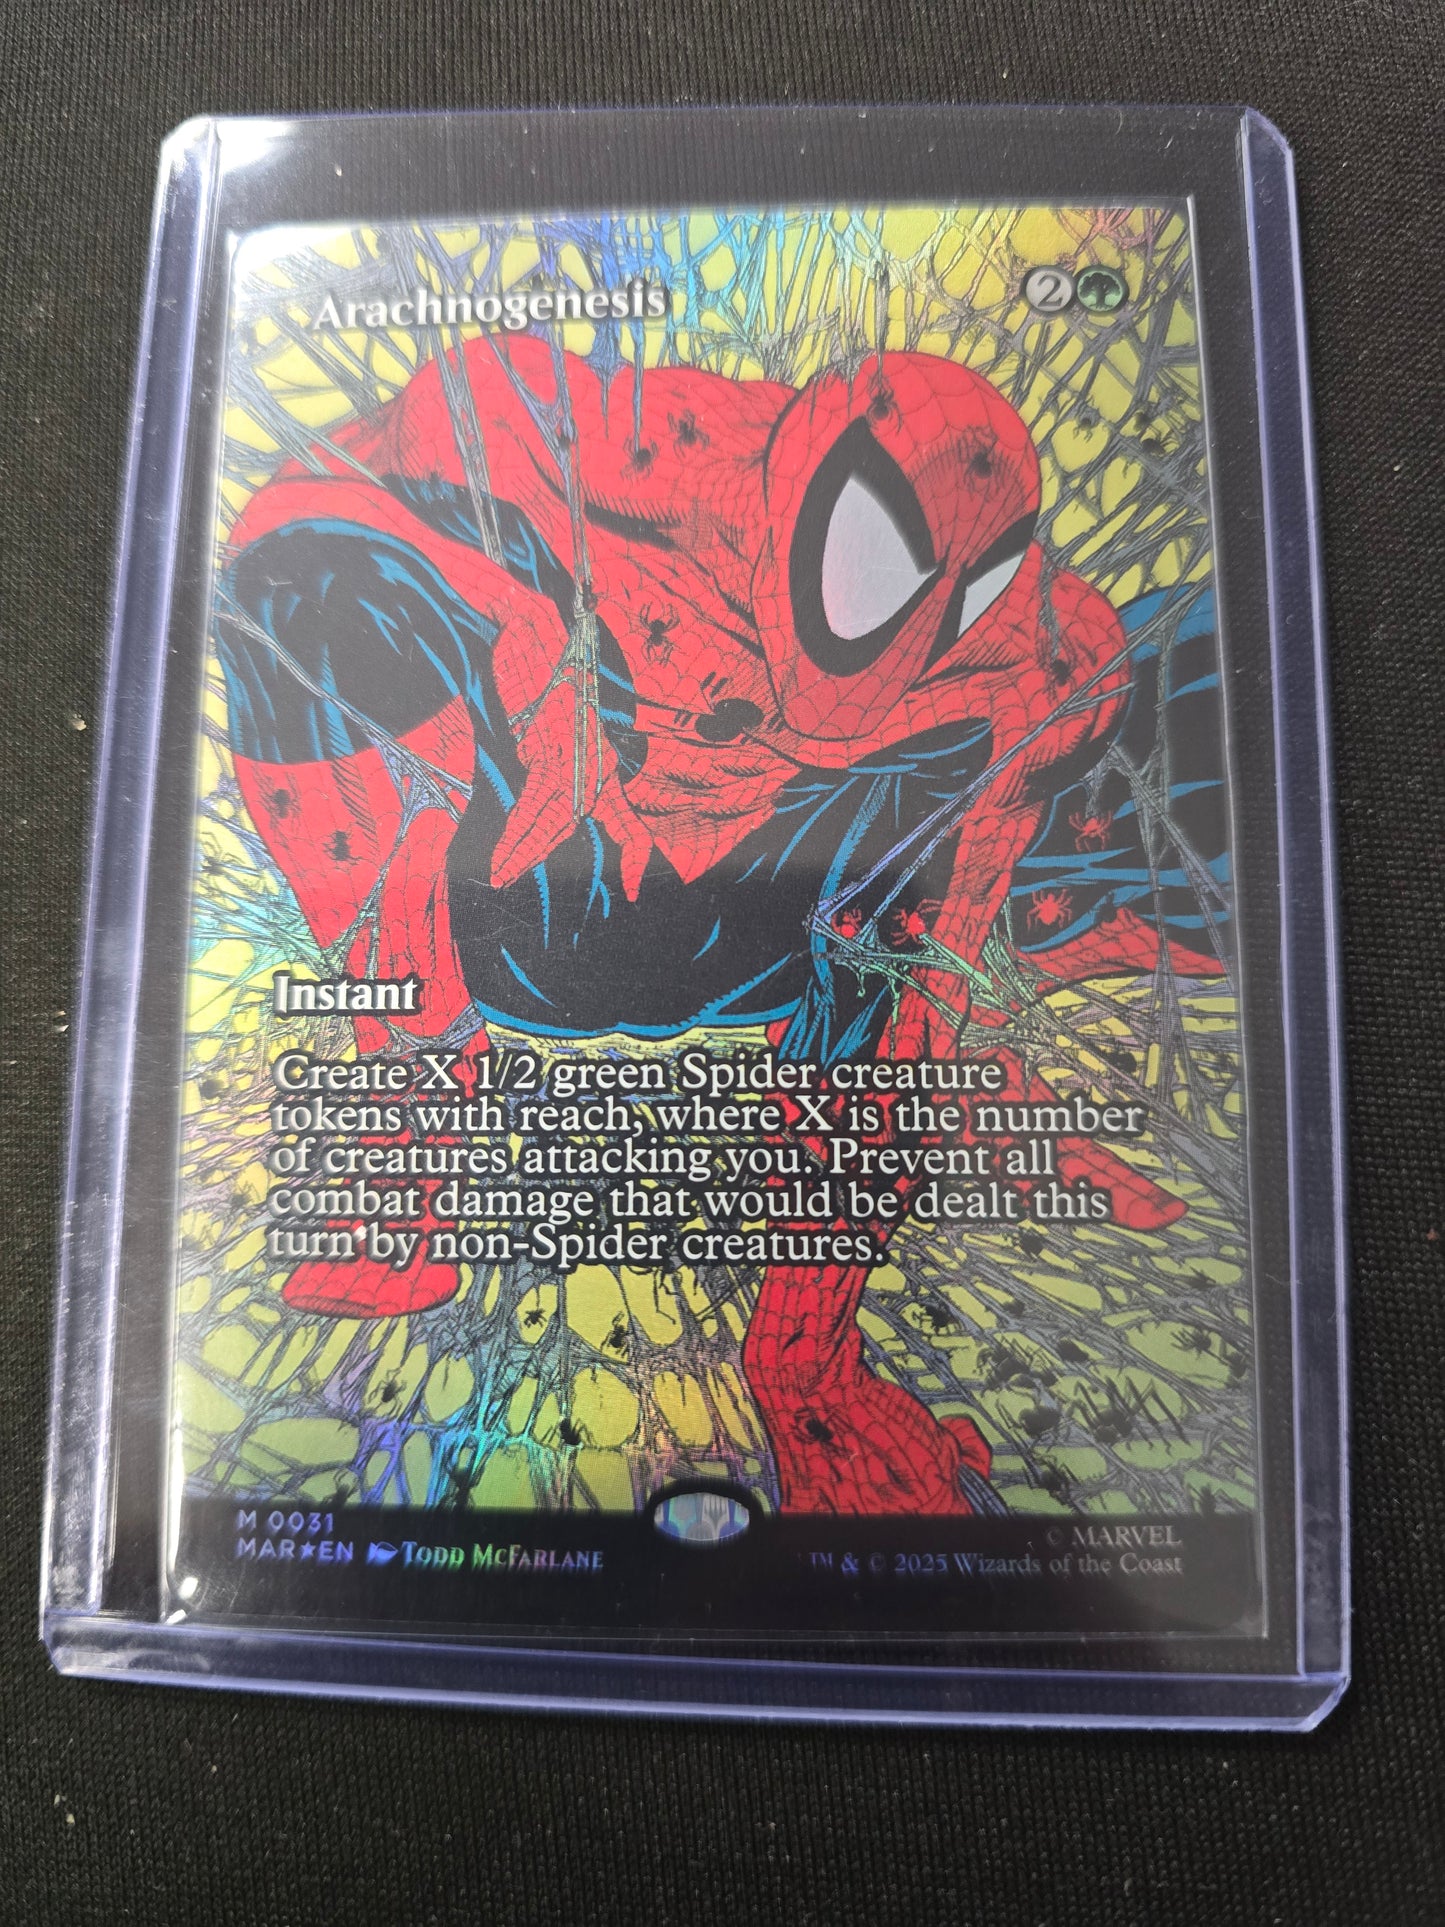 Arachnogenesis 2
Instant
Create X 1/2 green Spider creature
tokens with reach, where X is the number
of creatures attacking you. Prevent all
combat damage that would be dealt this
turn by non-Spider creatures.
M 0031
MAR★EN TODD MCFARLANE
© MARVEL
™ & © 2025 Wizards of the Coast